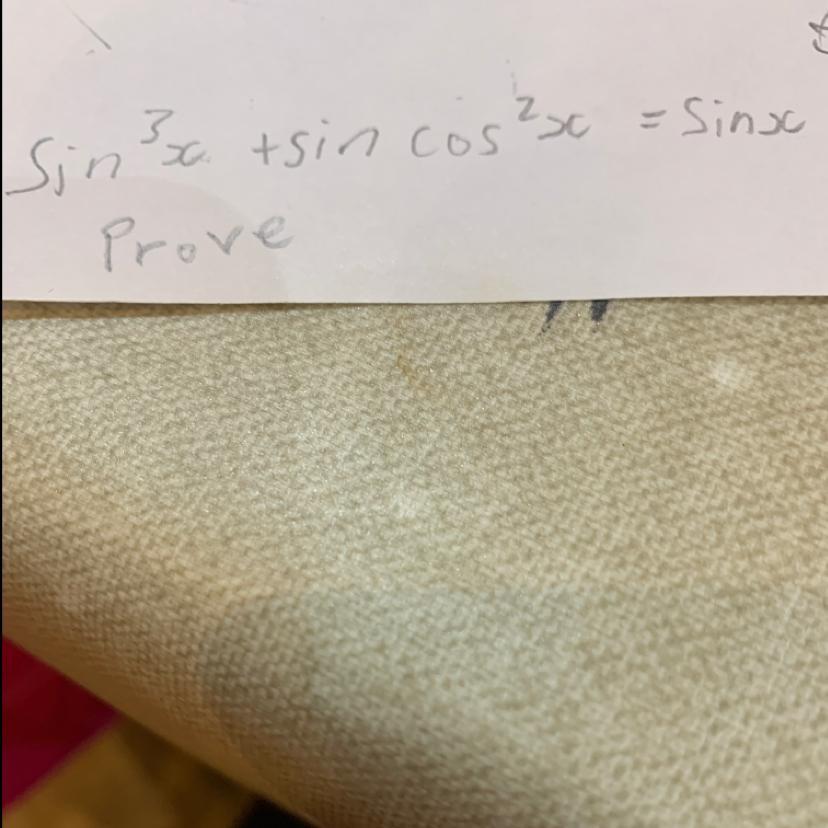 sin³x + sin cos²x = sinx
Prove